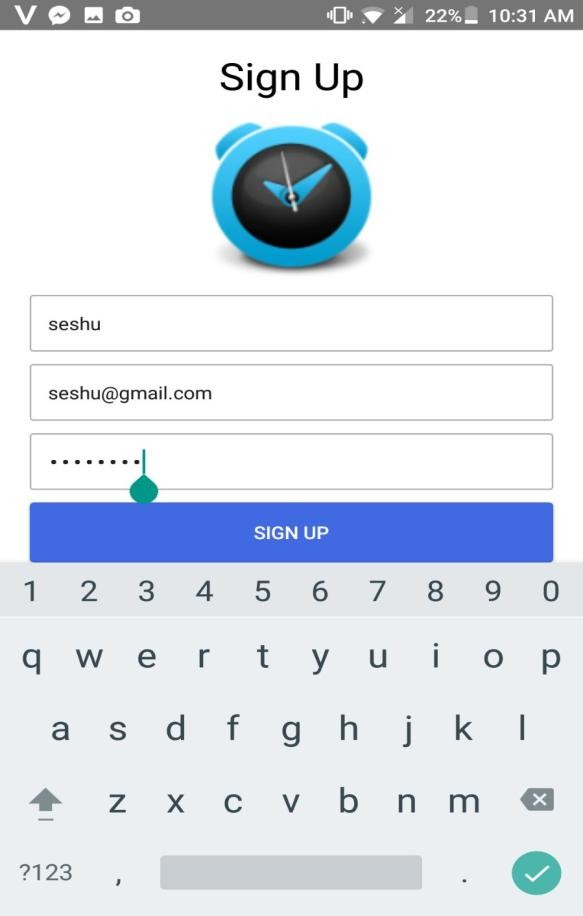 22% 10:31 AM
Sign Up
seshu
seshu@gmail.com
••••••••
SIGN UP
1 2 3 4 5 6 7 8 9 0
q w e r t y u i o p
a s d f g h j k l
z x c v b n m
?123 , .